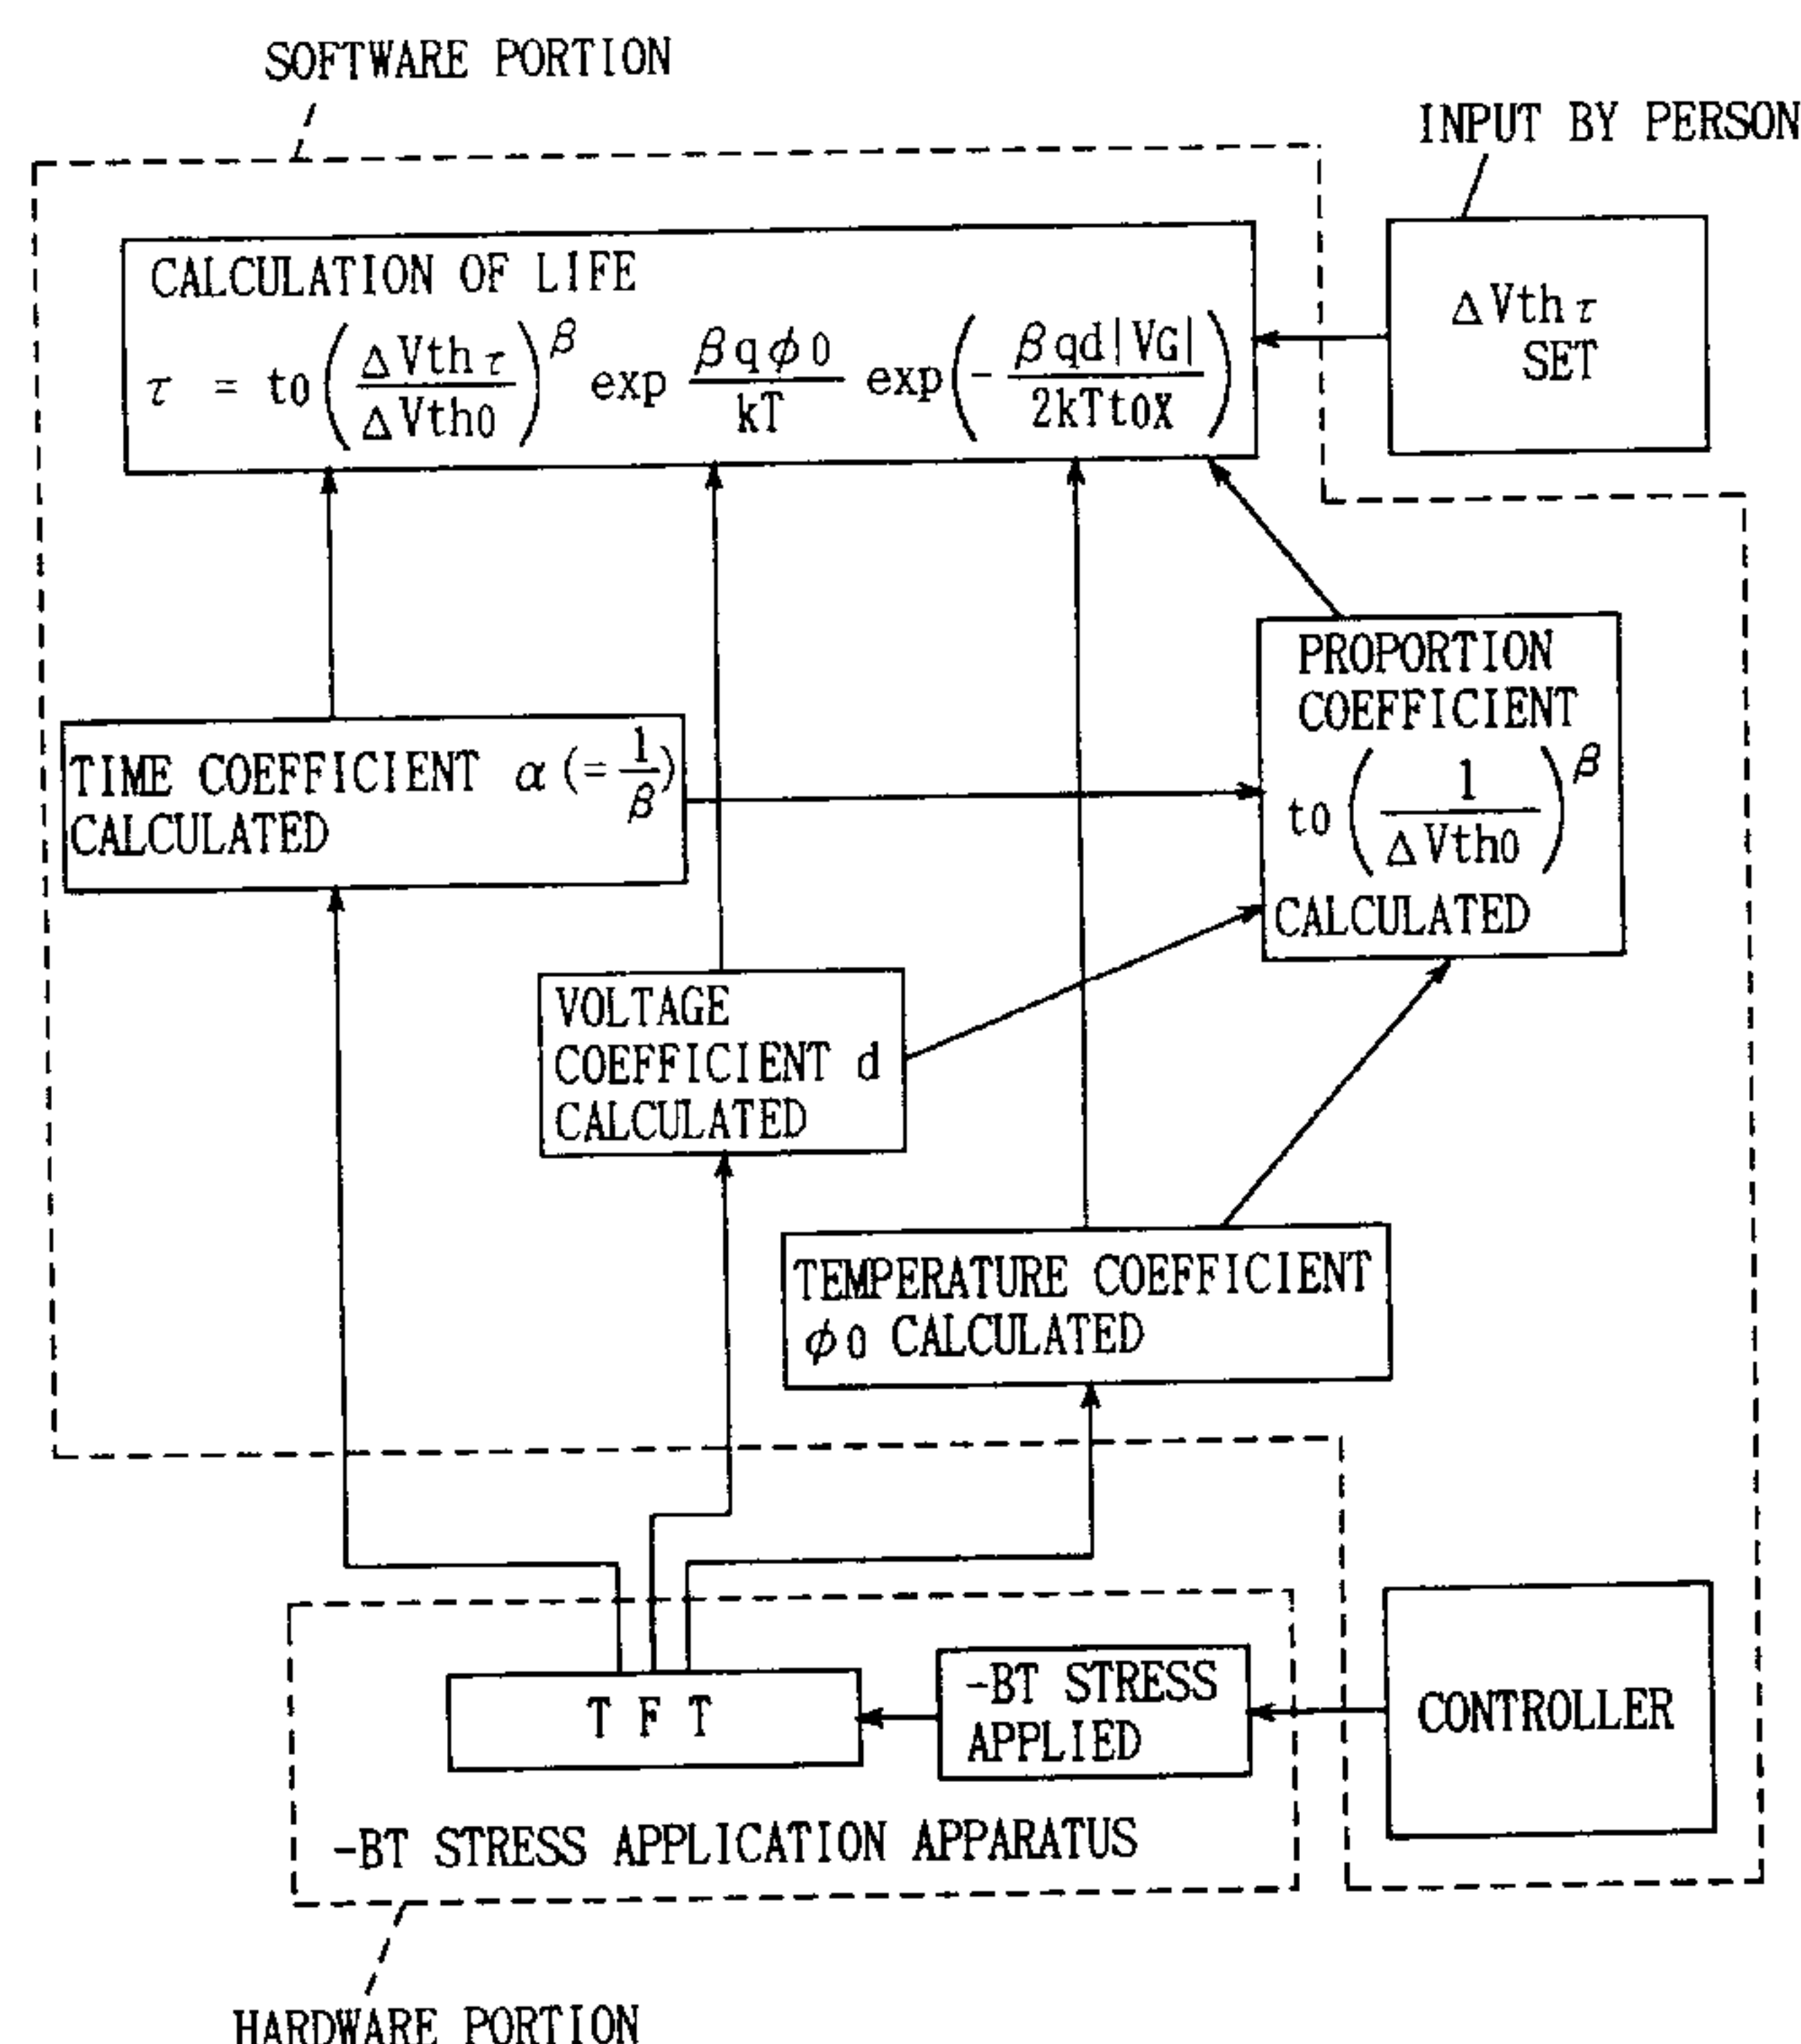 SOFTWARE PORTION
INPUT BY PERSON
CALCULATION OF LIFE
τ = t0 (ΔVthτ / ΔVth0)^β exp βqφ0 / kT exp(- βqd|VG| / 2kTtox)
ΔVthτ
SET
PROPORTION
COEFFICIENT
t0 (1 / ΔVth0)^β
CALCULATED
TIME COEFFICIENT α (= 1 / β)
CALCULATED
VOLTAGE
COEFFICIENT d
CALCULATED
TEMPERATURE COEFFICIENT
φ0 CALCULATED
T F T
-BT STRESS
APPLIED
CONTROLLER
-BT STRESS APPLICATION APPARATUS
HARDWARE PORTION